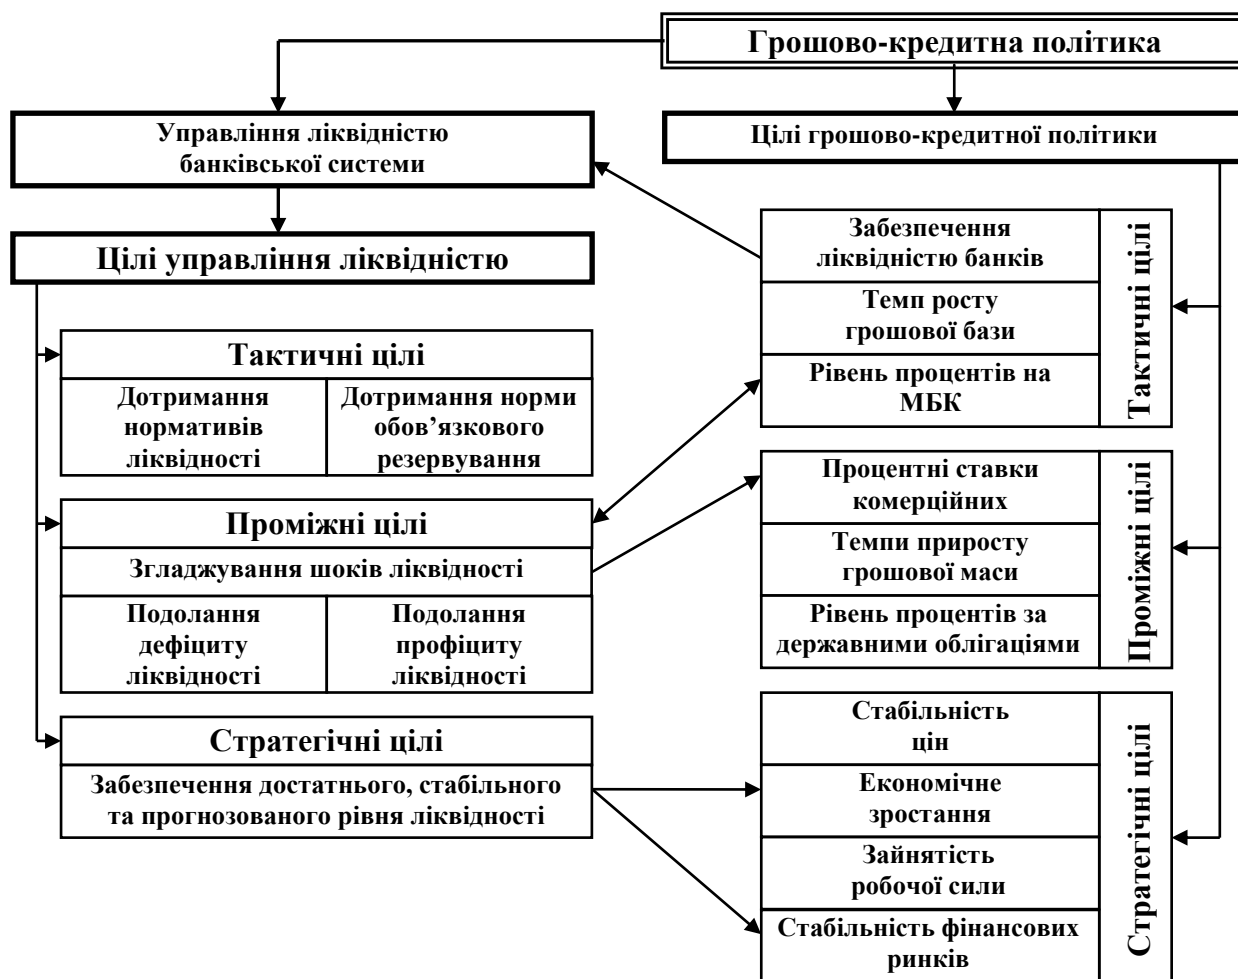 Грошово-кредитна політика
Управління ліквідністю
банківської системи
Цілі управління ліквідністю
Тактичні цілі
Дотримання
нормативів
ліквідності
Дотримання норми
обов’язкового
резервування
Проміжні цілі
Згладжування шоків ліквідності
Подолання
дефіциту
ліквідності
Подолання
профіциту
ліквідності
Стратегічні цілі
Забезпечення достатнього, стабільного
та прогнозованого рівня ліквідності
Цілі грошово-кредитної політики
Забезпечення
ліквідністю банків
Темп росту
грошової бази
Рівень процентів на
МБК
Тактичні цілі
Процентні ставки
комерційних
Темпи приросту
грошової маси
Рівень процентів за
державними облігаціями
Проміжні цілі
Стабільність
цін
Економічне
зростання
Зайнятість
робочої сили
Стабільність фінансових
ринків
Стратегічні цілі